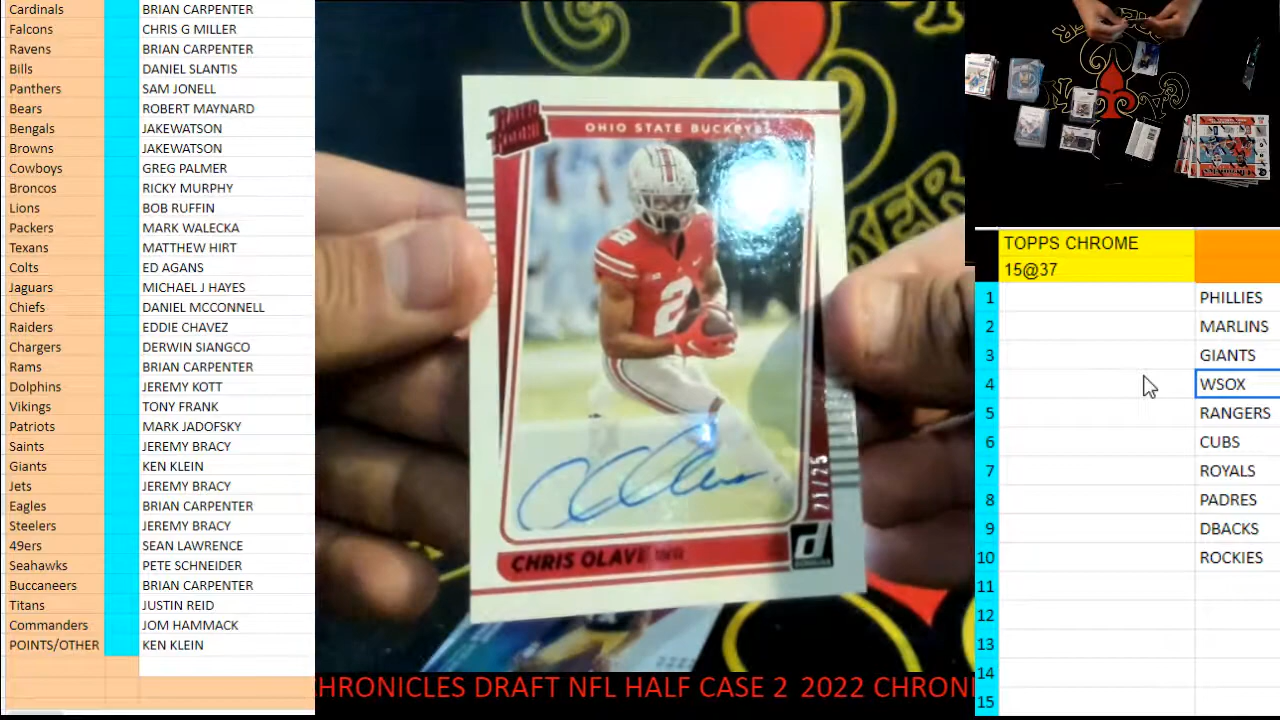 Cardinals BRIAN CARPENTER
Falcons CHRIS G MILLER
Ravens BRIAN CARPENTER
Bills DANIEL SLANTIS
Panthers SAM JONELL
Bears ROBERT MAYNARD
Bengals JAKEWATSON
Browns JAKEWATSON
Cowboys GREG PALMER
Broncos RICKY MURPHY
Lions BOB RUFFIN
Packers MARK WALECKA
Texans MATTHEW HIRT
Colts ED AGANS
Jaguars MICHAEL J HAYES
Chiefs DANIEL MCCONNELL
Raiders EDDIE CHAVEZ
Chargers DERWIN SIANGCO
Rams BRIAN CARPENTER
Dolphins JEREMY KOTT
Vikings TONY FRANK
Patriots MARK JADOFSKY
Saints JEREMY BRACY
Giants KEN KLEIN
Jets JEREMY BRACY
Eagles BRIAN CARPENTER
Steelers JEREMY BRACY
49ers SEAN LAWRENCE
Seahawks PETE SCHNEIDER
Buccaneers BRIAN CARPENTER
Titans JUSTIN REID
Commanders JOM HAMMACK
POINTS/OTHER KEN KLEIN
RATED ROOKIE
OHIO STATE BUCKEYES
2
21/25
CHRIS OLAVE
d
DONRUSS
HRONICLES DRAFT NFL HALF CASE 2 2022 CHRONI
TOPPS CHROME
15@37
1 PHILLIES
2 MARLINS
3 GIANTS
4 WSOX
5 RANGERS
6 CUBS
7 ROYALS
8 PADRES
9 DBACKS
10 ROCKIES
11
12
13
14
15